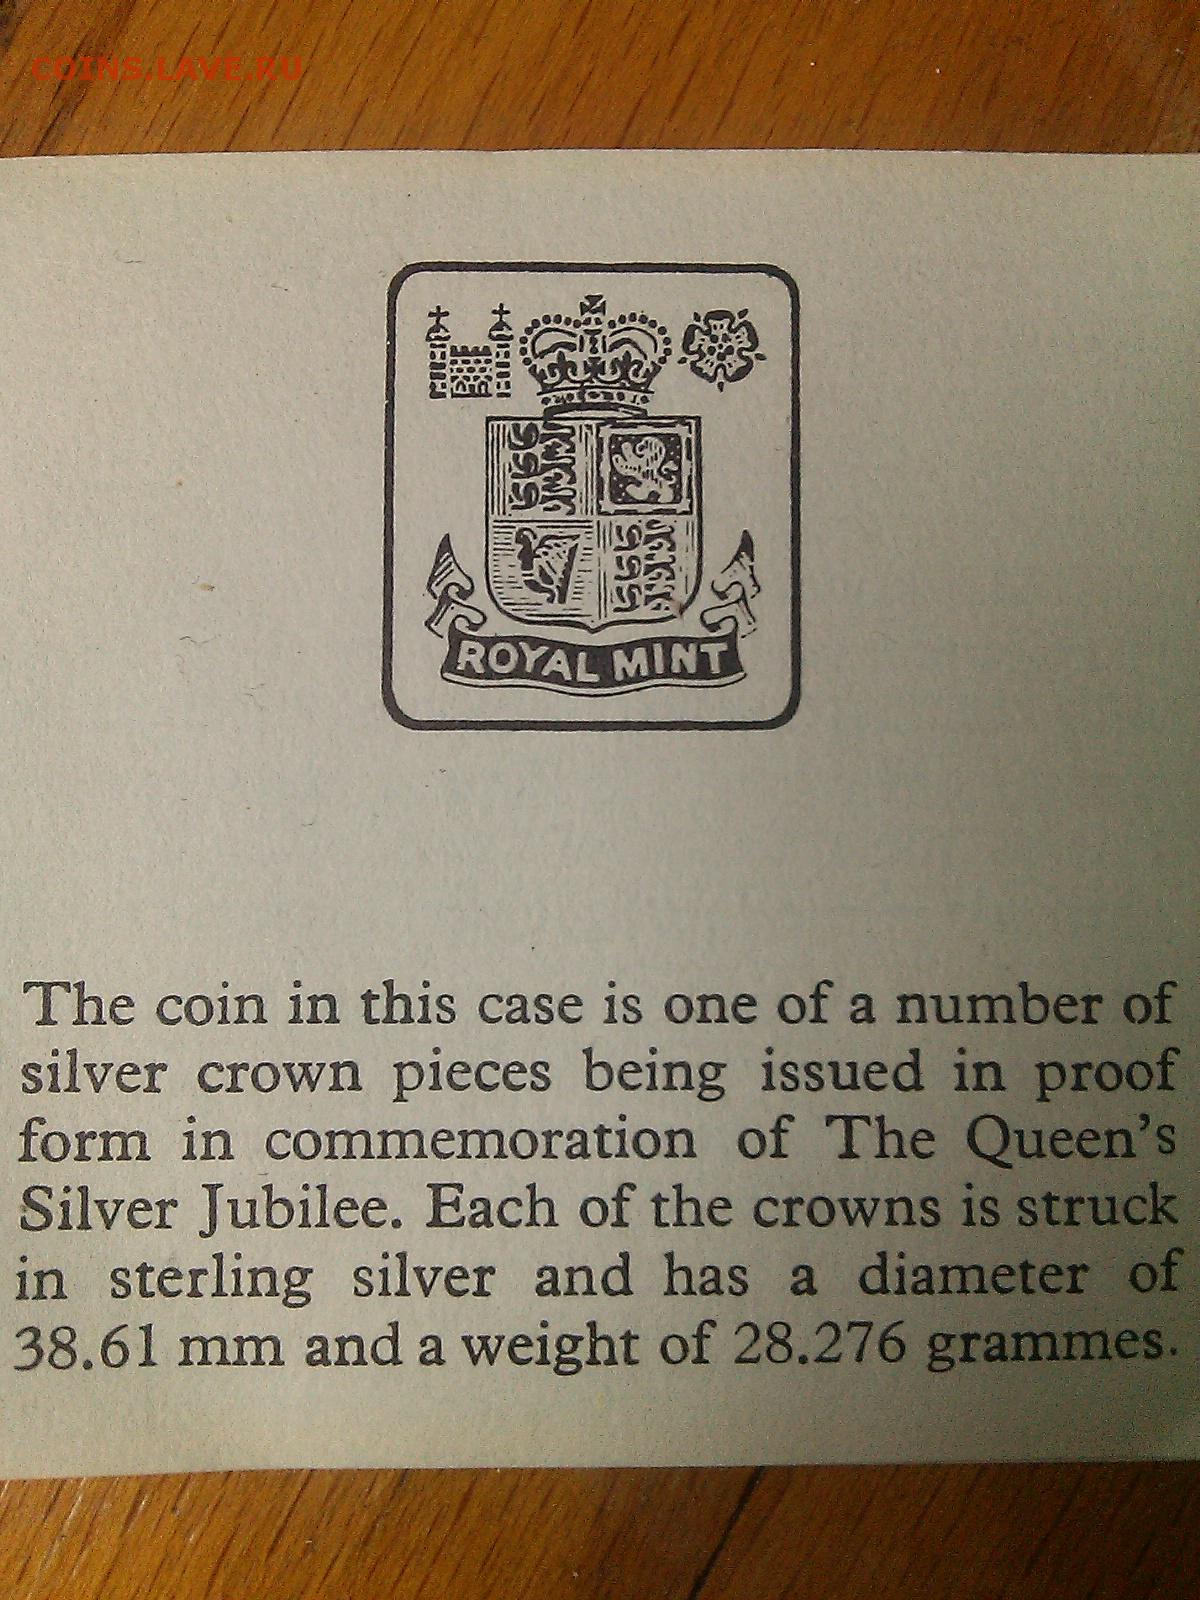 COINS.LAVE.RU
ROYAL MINT
The coin in this case is one of a number of
silver crown pieces being issued in proof
form in commemoration of The Queen's
Silver Jubilee. Each of the crowns is struck
in sterling silver and has a diameter of
38.61 mm and a weight of 28.276 grammes.